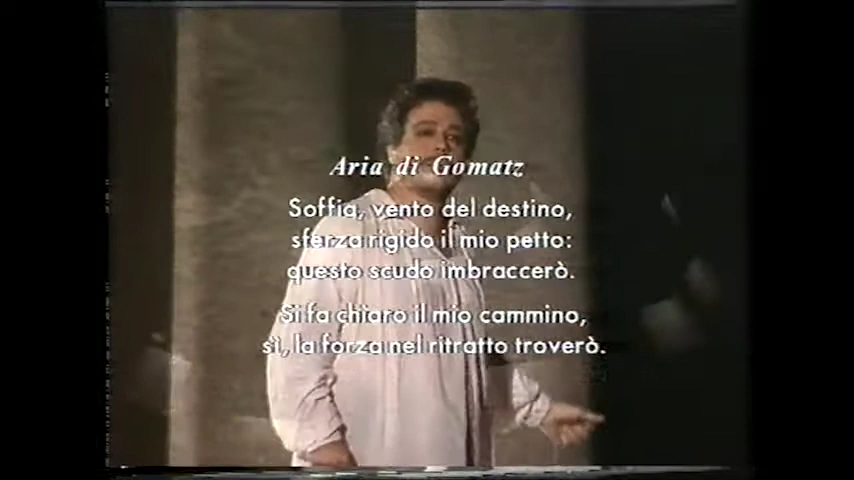 Aria di Gomatz
Soffia, vento del destino,
sferza rigido il mio petto:
questo scudo imbraccerò.
Si fa chiaro il mio cammino,
sì, la forza nel ritratto troverò.